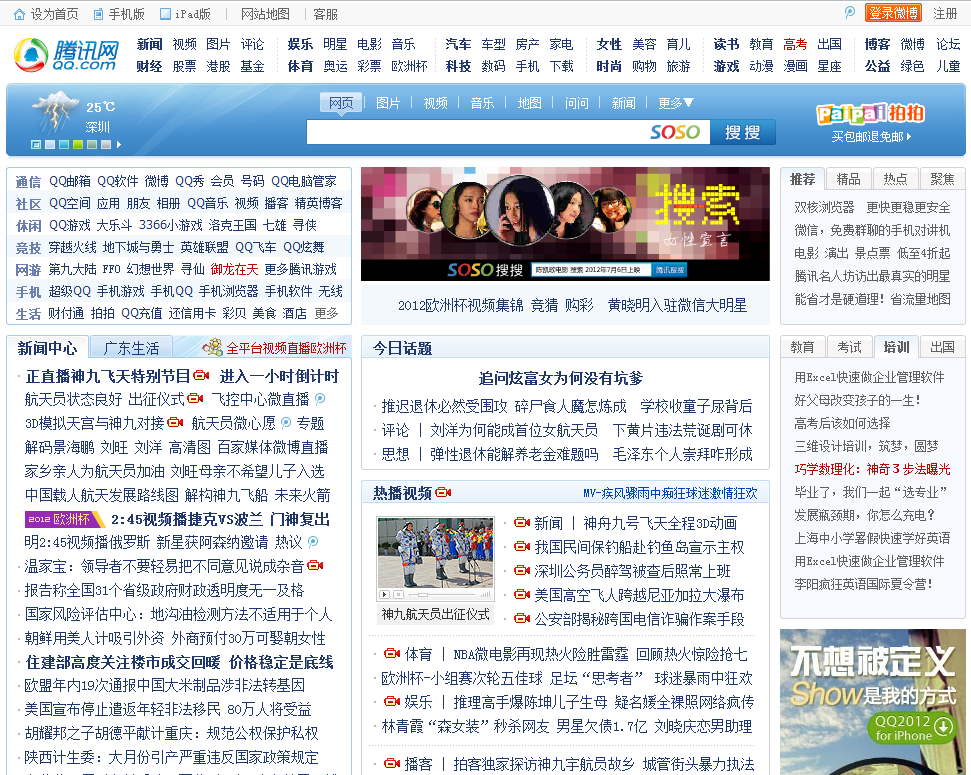 设为首页 手机版 iPad版 网站地图 客服 登录微博 注册
腾讯网 QQ.com
新闻 视频 图片 评论 娱乐 明星 电影 音乐 汽车 车型 房产 家电 女性 美容 育儿 读书 教育 高考 出国 博客 微博 论坛
财经 股票 港股 基金 体育 奥运 彩票 欧洲杯 科技 数码 手机 下载 时尚 购物 旅游 游戏 动漫 漫画 星座 公益 绿色 儿童
25℃
深圳
网页 图片 视频 音乐 地图 问问 新闻 更多▼
SOSO 搜搜
PaiPai拍拍
买包邮退免邮
通信 QQ邮箱 QQ软件 微博 QQ秀 会员 号码 QQ电脑管家
社区 QQ空间 应用 朋友 相册 QQ音乐 视频 播客 精英博客
休闲 QQ游戏 大乐斗 3366小游戏 洛克王国 七雄 寻侠
竞技 穿越火线 地下城与勇士 英雄联盟 QQ飞车 QQ炫舞
网游 第九大陆 FFO 幻想世界 寻仙 御龙在天 更多腾讯游戏
手机 超级QQ 手机游戏 手机QQ 手机浏览器 手机软件 无线
生活 财付通 拍拍 QQ充值 还信用卡 彩贝 美食 酒店 更多
搜索
女性宣言
SOSO搜搜 陈凯歌电影 搜索 2012年7月6日上映 腾讯搜搜
2012欧洲杯视频集锦 竞猜 购彩 黄晓明入驻微信大明星
推荐 精品 热点 聚焦
双核浏览器 更快更稳更安全
微信，免费群聊的手机对讲机
电影 演出 景点票 低至4折起
腾讯名人坊访出最真实的明星
能省才是硬道理！省流量地图
新闻中心 广东生活 全平台视频直播欧洲杯
正直播神九飞天特别节目 进入一小时倒计时
航天员状态良好 出征仪式 飞控中心微直播
3D模拟天宫与神九对接 航天员微心愿 专题
解码景海鹏 刘旺 刘洋 高清图 百家媒体微博直播
家乡亲人为航天员加油 刘旺母亲不希望儿子入选
中国载人航天发展路线图 解构神九飞船 未来火箭
2012 欧洲杯 2:45视频播捷克VS波兰 门神复出
明2:45视频播俄罗斯 新星获阿森纳邀请 热议
温家宝：领导者不要轻易把不同意见说成杂音
报告称全国31个省级政府财政透明度无一及格
国家风险评估中心：地沟油检测方法不适用于个人
朝鲜用美人计吸引外资 外商预付30万可娶朝女性
住建部高度关注楼市成交回暖 价格稳定是底线
欧盟年内19次通报中国大米制品涉非法转基因
美国宣布停止遣返年轻非法移民 80万人将受益
胡耀邦之子胡德平献计重庆：规范公权保护私权
陕西计生委：大月份引产严重违反国家政策规定
今日话题
追问炫富女为何没有坑爹
推迟退休必然受围攻 碎尸食人魔怎炼成 学校收童子尿背后
评论 | 刘洋为何能成首位女航天员 下黄片违法荒诞剧可休
思想 | 弹性退休能解养老金难题吗 毛泽东个人崇拜咋形成
热播视频 MV-疾风骤雨中痴狂球迷激情狂欢
神九航天员出征仪式
新闻 | 神舟九号飞天全程3D动画
我国民间保钓船赴钓鱼岛宣示主权
深圳公务员醉驾被查后照常上班
美国高空飞人跨越尼亚加拉大瀑布
公安部揭秘跨国电信诈骗作案手段
体育 | NBA微电影再现热火险胜雷霆 回顾热火惊险抢七
欧洲杯-小组赛次轮五佳球 足坛“思考者” 球迷暴雨中狂欢
娱乐 | 推理高手爆陈坤儿子生母 疑名媛全裸照网络疯传
林青霞“森女装”秒杀网友 男星欠债1.7亿 刘晓庆恋男助理
播客 | 拍客独家探访神九宇航员故乡 城管街头暴力执法
教育 考试 培训 出国
用Excel快速做企业管理软件
好父母改变孩子的一生！
高考后该如何选择
三维设计培训，筑梦，圆梦
巧学数理化：神奇３步法曝光
毕业了，我们一起“选专业”
发展瓶颈期，你怎么充电？
上海中小学署假快速学好英语
用Excel快速做企业管理软件
李阳疯狂英语国际夏令营！
不想被定义
Show是我的方式
QQ2012
for iPhone